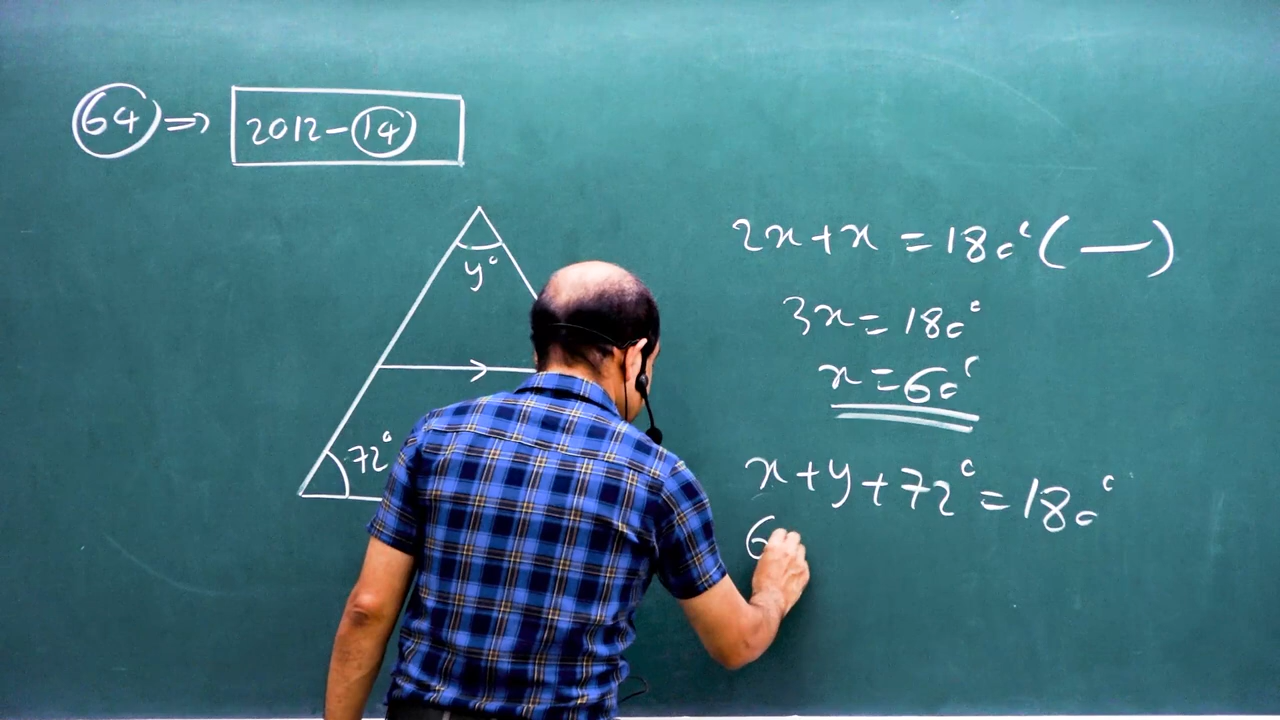 64 ⇒ 2012-14
y°
72°
2x+x = 180° (—)
3x = 180°
x = 60°
x+y+72° = 180°
6